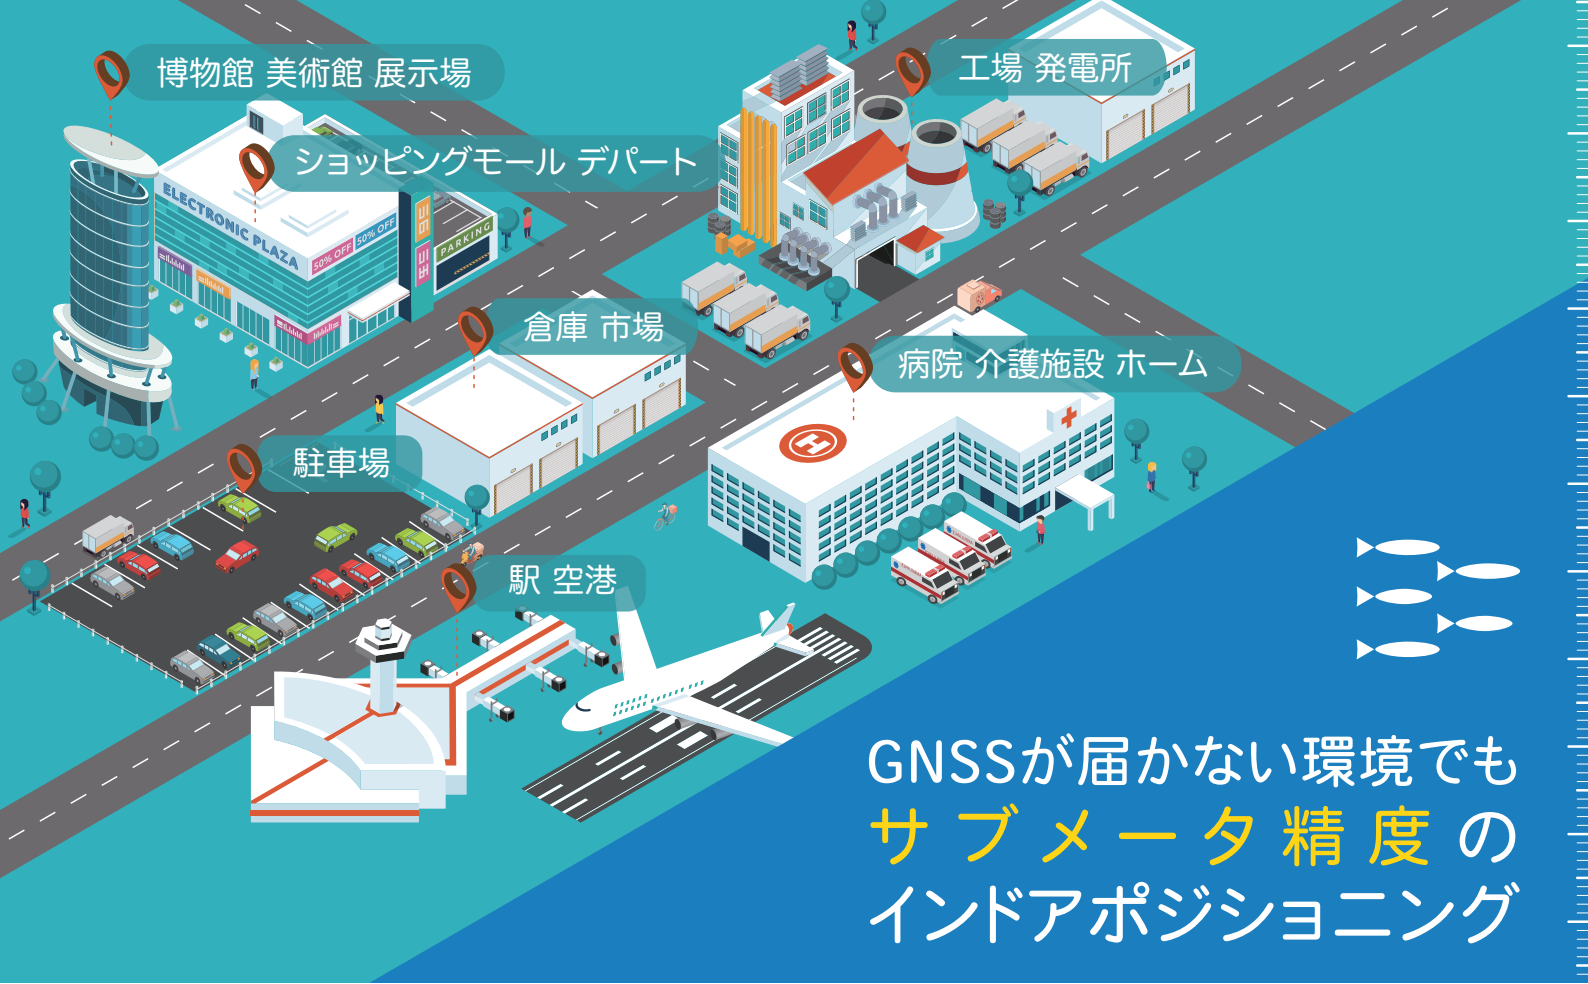 博物館 美術館 展示場
工場 発電所
ショッピングモール デパート
ELECTRONIC PLAZA
50% OFF
50% OFF
PARKING
倉庫 市場
病院 介護施設 ホーム
H
駐車場
駅 空港
GNSSが届かない環境でも
サブメータ精度の
インドアポジショニング